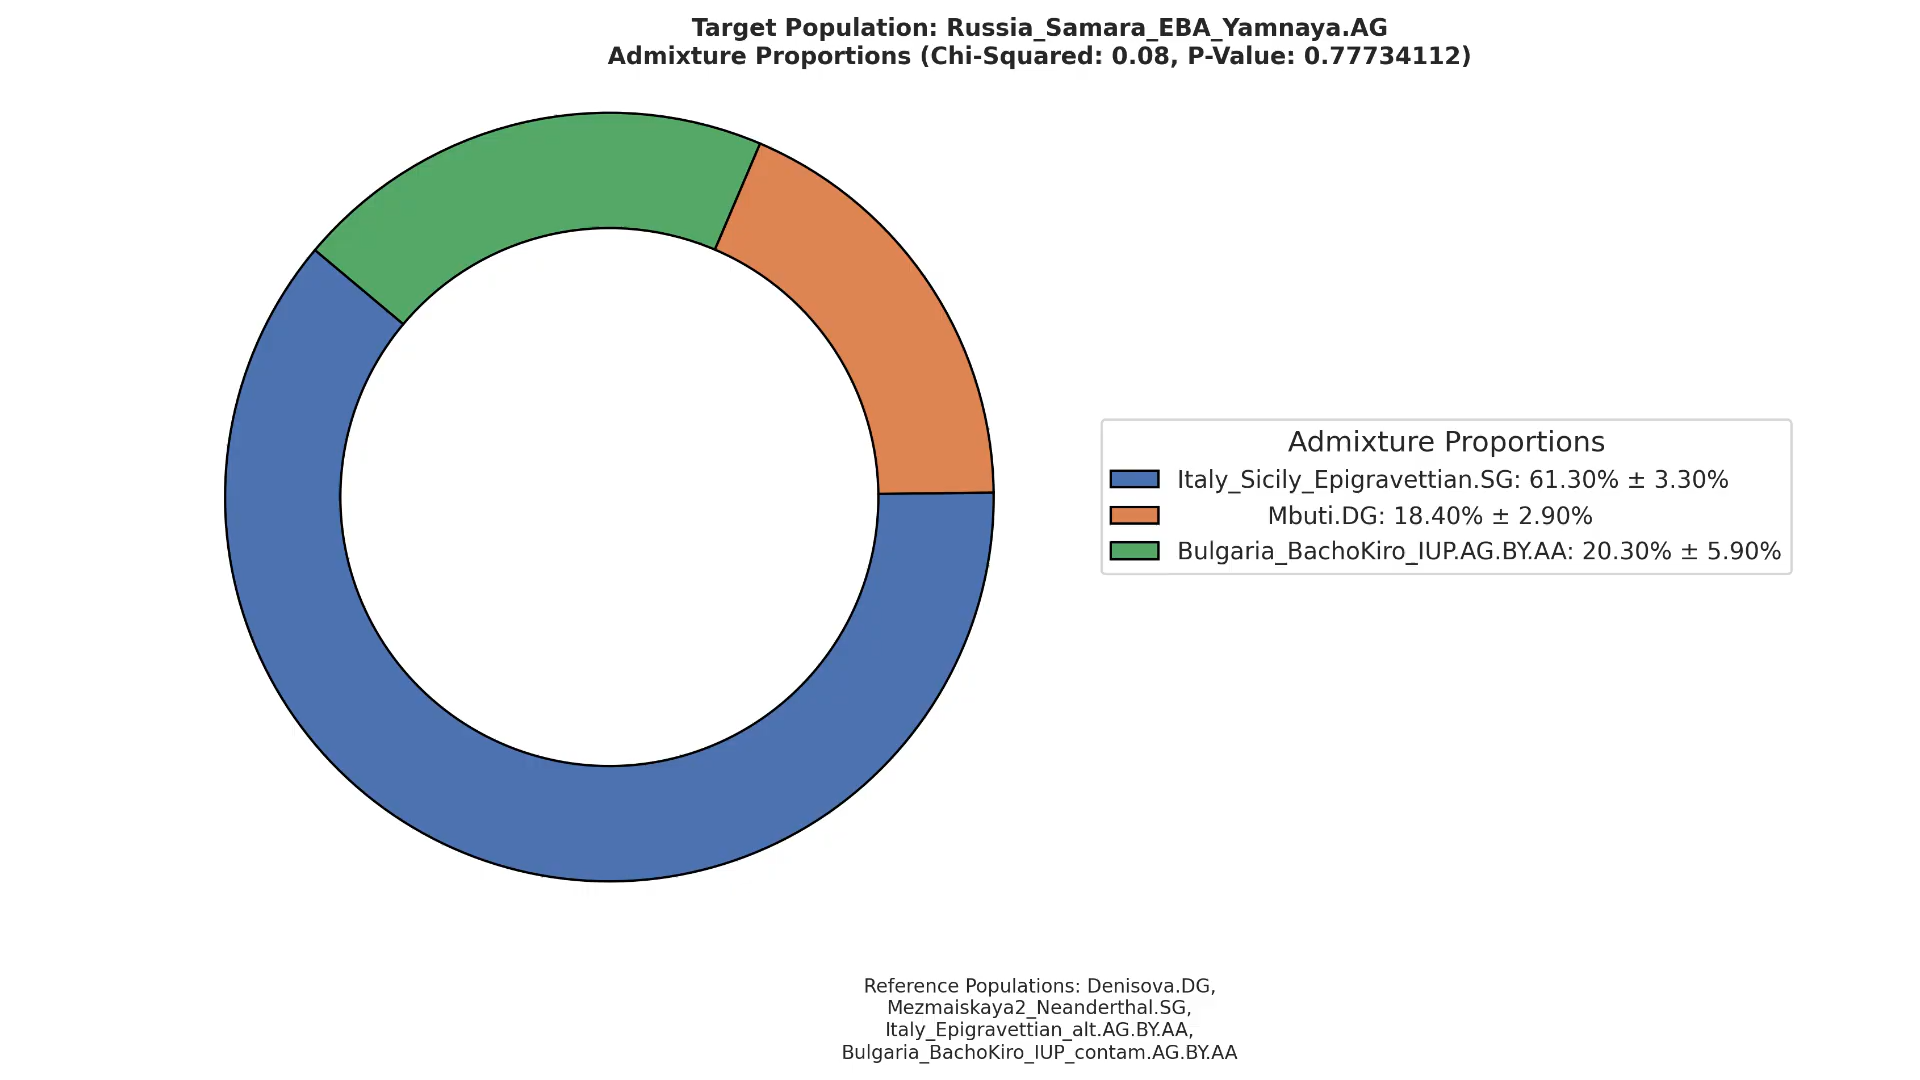 Target Population: Russia_Samara_EBA_Yamnaya.AG
Admixture Proportions (Chi-Squared: 0.08, P-Value: 0.77734112)
Admixture Proportions
Italy_Sicily_Epigravettian.SG: 61.30% ± 3.30%
Mbuti.DG: 18.40% ± 2.90%
Bulgaria_BachoKiro_IUP.AG.BY.AA: 20.30% ± 5.90%
Reference Populations: Denisova.DG,
Mezmaiskaya2_Neanderthal.SG,
Italy_Epigravettian_alt.AG.BY.AA,
Bulgaria_BachoKiro_IUP_contam.AG.BY.AA